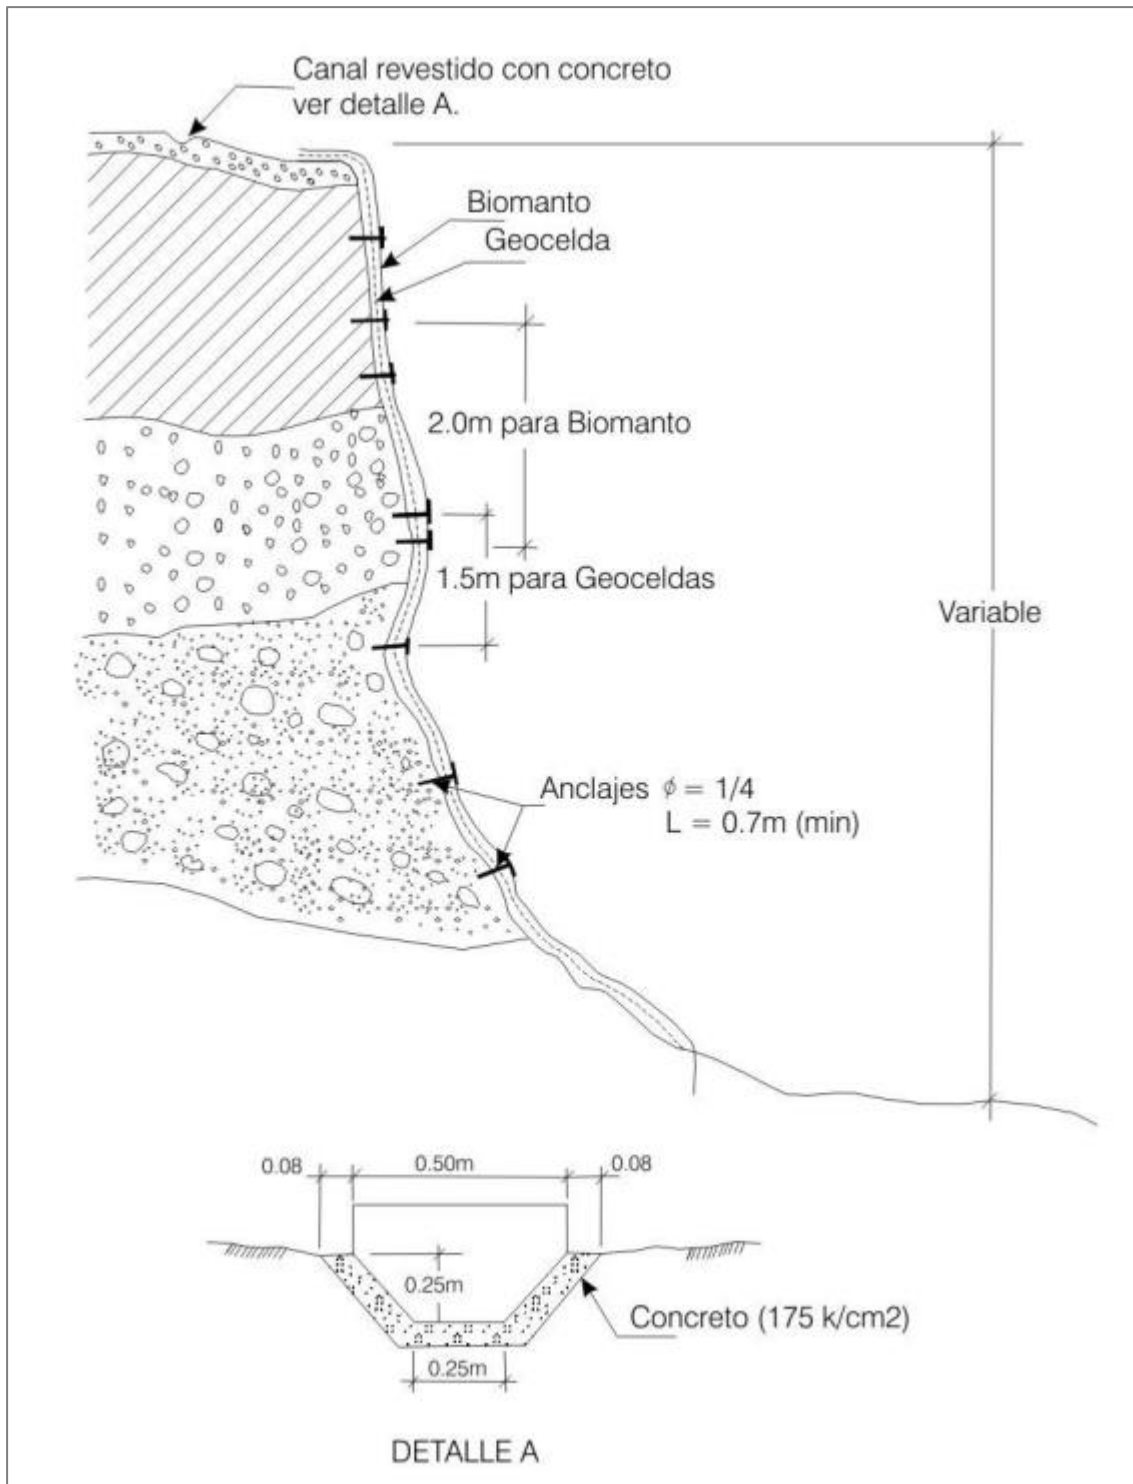 Canal revestido con concreto
ver detalle A.
Biomanto
Geocelda
2.0m para Biomanto
1.5m para Geoceldas
Variable
Anclajes ϕ = 1/4
L = 0.7m (min)
0.08
0.50m
0.08
0.25m
Concreto (175 k/cm2)
0.25m
DETALLE A